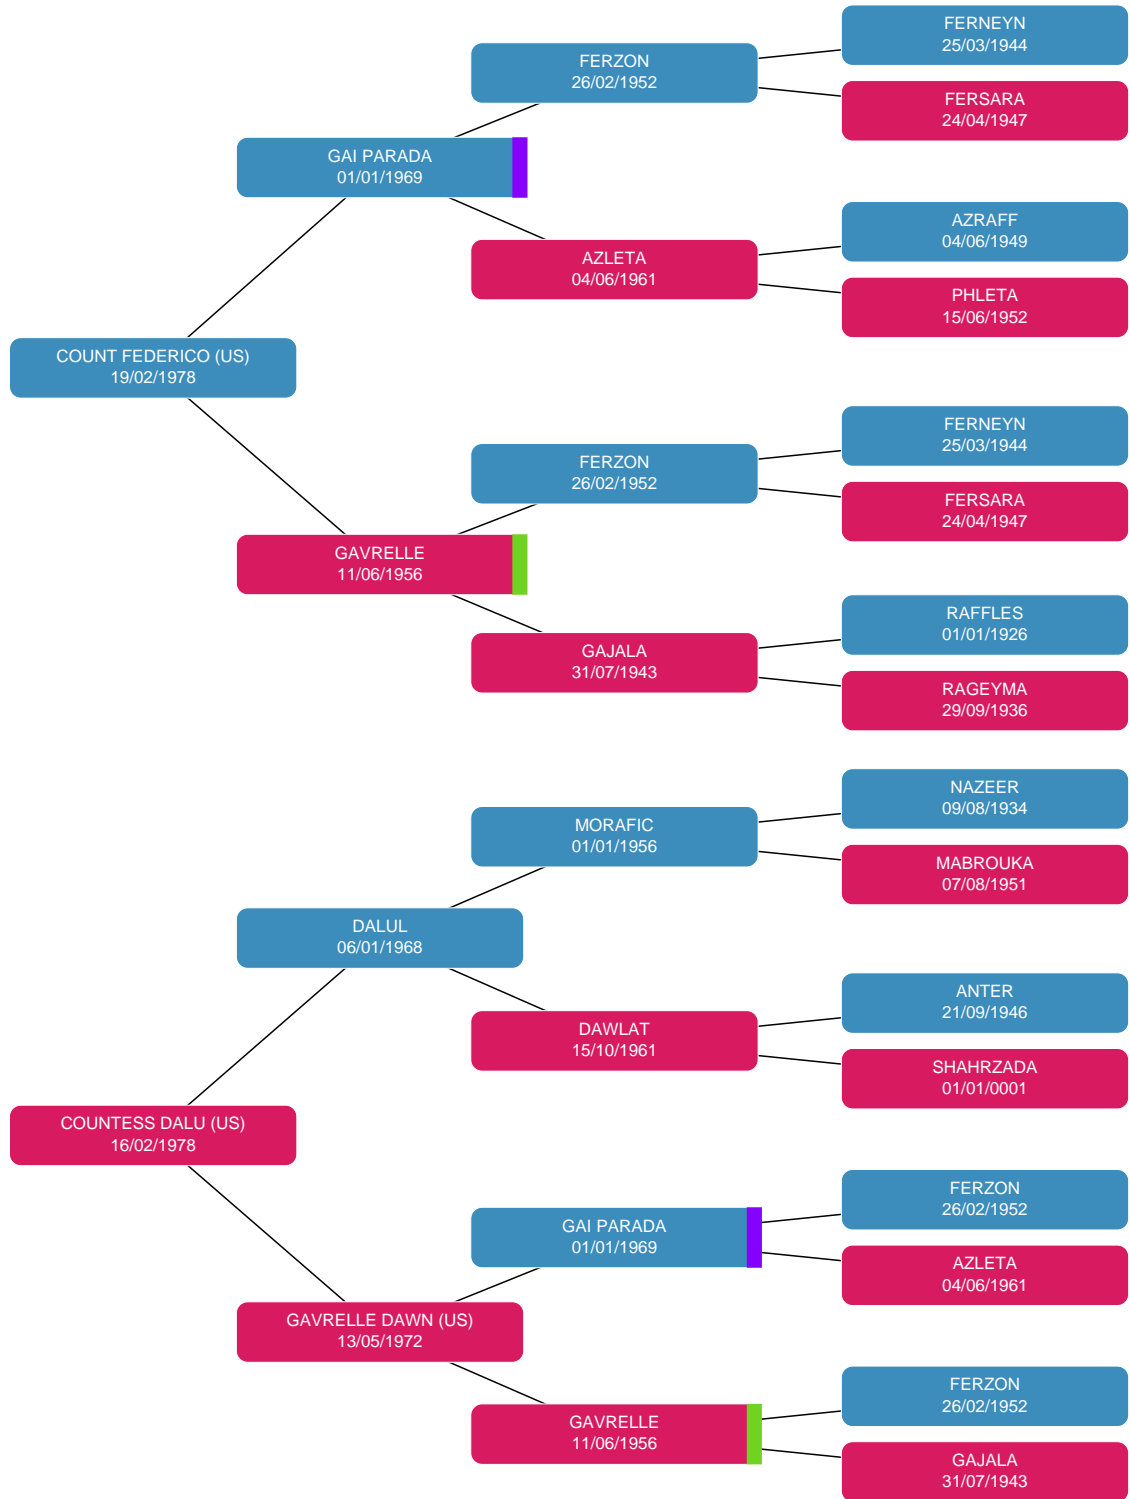 FERNEYN
25/03/1944
FERZON
26/02/1952
FERSARA
24/04/1947
GAI PARADA
01/01/1969
AZRAFF
04/06/1949
AZLETA
04/06/1961
PHLETA
15/06/1952
COUNT FEDERICO (US)
19/02/1978
FERNEYN
25/03/1944
FERZON
26/02/1952
FERSARA
24/04/1947
GAVRELLE
11/06/1956
RAFFLES
01/01/1926
GAJALA
31/07/1943
RAGEYMA
29/09/1936
NAZEER
09/08/1934
MORAFIC
01/01/1956
MABROUKA
07/08/1951
DALUL
06/01/1968
ANTER
21/09/1946
DAWLAT
15/10/1961
SHAHRZADA
01/01/0001
COUNTESS DALU (US)
16/02/1978
FERZON
26/02/1952
GAI PARADA
01/01/1969
AZLETA
04/06/1961
GAVRELLE DAWN (US)
13/05/1972
FERZON
26/02/1952
GAVRELLE
11/06/1956
GAJALA
31/07/1943